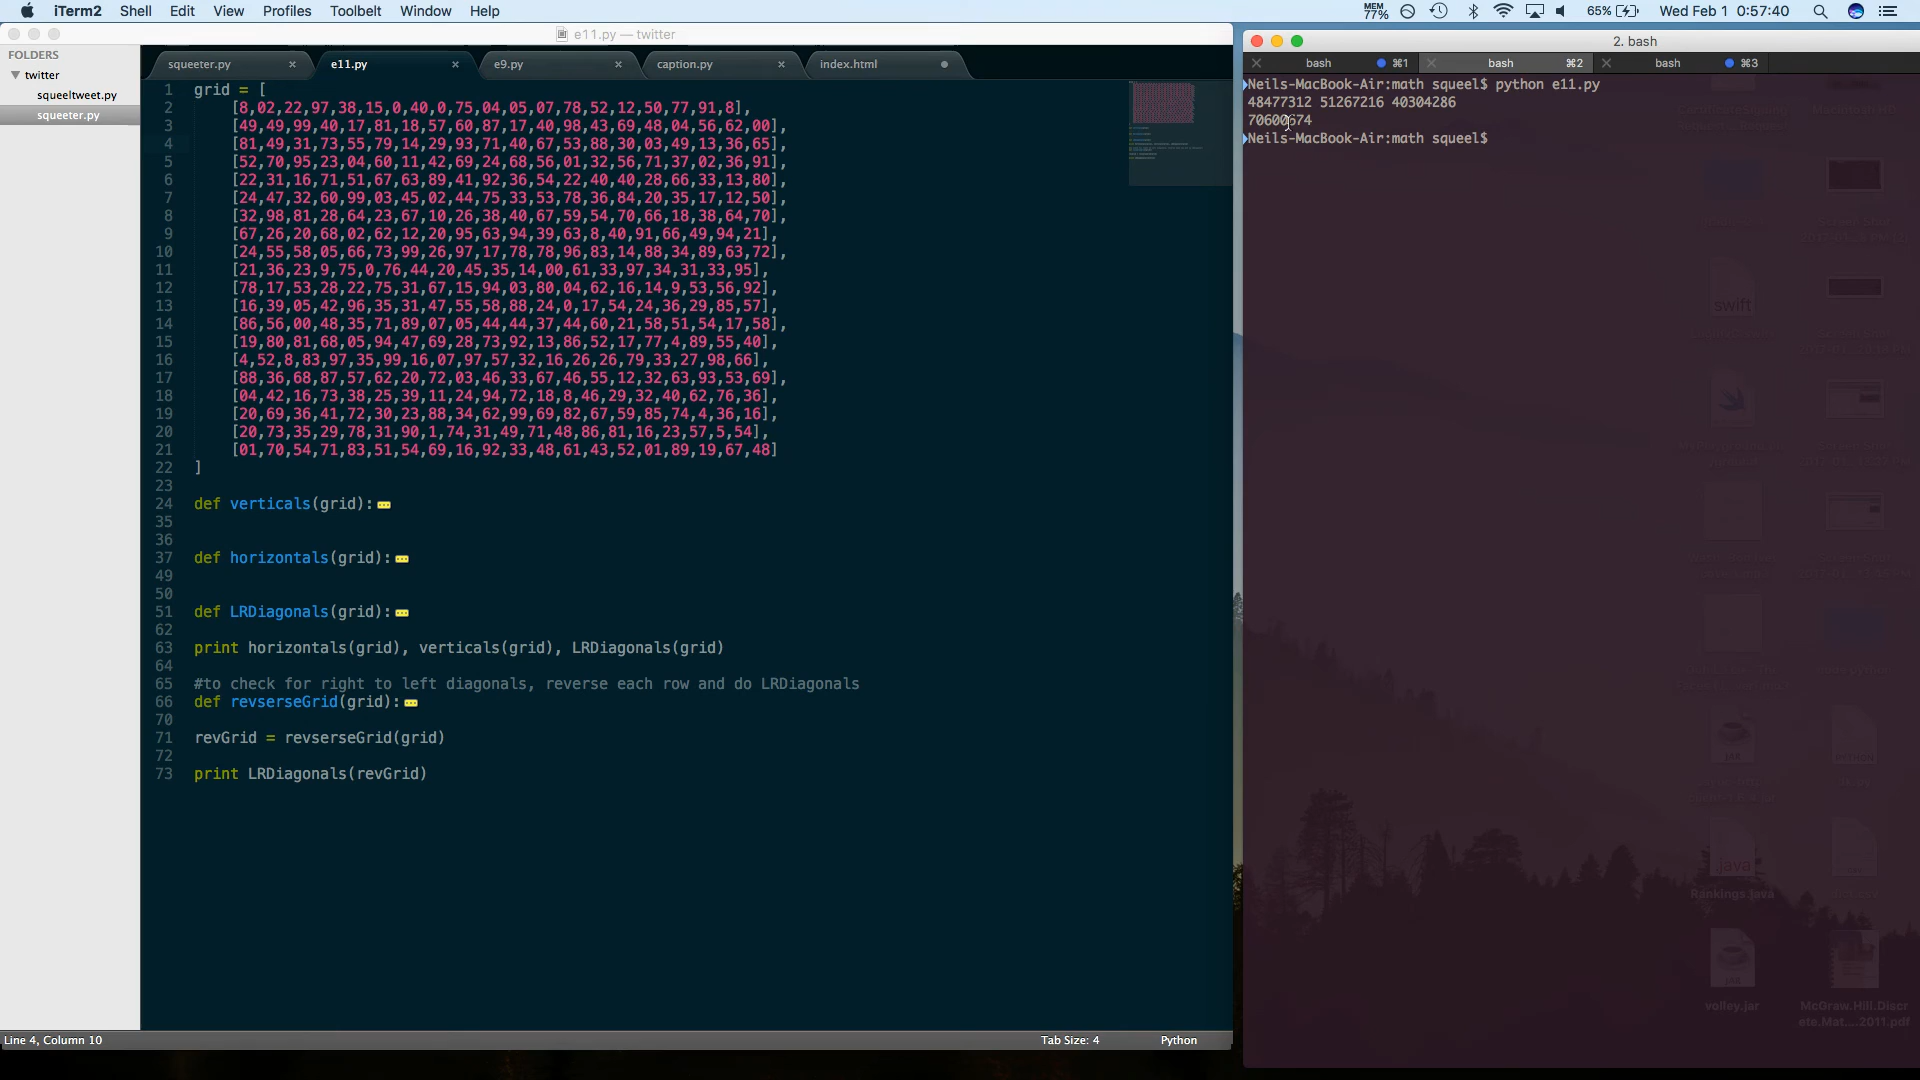 iTerm2 Shell Edit View Profiles Toolbelt Window Help MEM 77% 65% Wed Feb 1 0:57:40
e11.py — twitter
2. bash
FOLDERS
twitter
squeeltweet.py
squeeter.py
squeeter.py × e11.py × e9.py × caption.py × index.html
bash ⌘1 bash ⌘2 bash ⌘3
1 grid = [
2 [8,02,22,97,38,15,0,40,0,75,04,05,07,78,52,12,50,77,91,8],
3 [49,49,99,40,17,81,18,57,60,87,17,40,98,43,69,48,04,56,62,00],
4 [81,49,31,73,55,79,14,29,93,71,40,67,53,88,30,03,49,13,36,65],
5 [52,70,95,23,04,60,11,42,69,24,68,56,01,32,56,71,37,02,36,91],
6 [22,31,16,71,51,67,63,89,41,92,36,54,22,40,40,28,66,33,13,80],
7 [24,47,32,60,99,03,45,02,44,75,33,53,78,36,84,20,35,17,12,50],
8 [32,98,81,28,64,23,67,10,26,38,40,67,59,54,70,66,18,38,64,70],
9 [67,26,20,68,02,62,12,20,95,63,94,39,63,8,40,91,66,49,94,21],
10 [24,55,58,05,66,73,99,26,97,17,78,78,96,83,14,88,34,89,63,72],
11 [21,36,23,9,75,0,76,44,20,45,35,14,00,61,33,97,34,31,33,95],
12 [78,17,53,28,22,75,31,67,15,94,03,80,04,62,16,14,9,53,56,92],
13 [16,39,05,42,96,35,31,47,55,58,88,24,0,17,54,24,36,29,85,57],
14 [86,56,00,48,35,71,89,07,05,44,44,37,44,60,21,58,51,54,17,58],
15 [19,80,81,68,05,94,47,69,28,73,92,13,86,52,17,77,4,89,55,40],
16 [4,52,8,83,97,35,99,16,07,97,57,32,16,26,26,79,33,27,98,66],
17 [88,36,68,87,57,62,20,72,03,46,33,67,46,55,12,32,63,93,53,69],
18 [04,42,16,73,38,25,39,11,24,94,72,18,8,46,29,32,40,62,76,36],
19 [20,69,36,41,72,30,23,88,34,62,99,69,82,67,59,85,74,4,36,16],
20 [20,73,35,29,78,31,90,1,74,31,49,71,48,86,81,16,23,57,5,54],
21 [01,70,54,71,83,51,54,69,16,92,33,48,61,43,52,01,89,19,67,48]
22 ]
23
24 def verticals(grid):
35
36
37 def horizontals(grid):
49
50
51 def LRDiagonals(grid):
62
63 print horizontals(grid), verticals(grid), LRDiagonals(grid)
64
65 #to check for right to left diagonals, reverse each row and do LRDiagonals
66 def revserseGrid(grid):
70
71 revGrid = revserseGrid(grid)
72
73 print LRDiagonals(revGrid)
Neils-MacBook-Air:math squeel$ python e11.py
48477312 51267216 40304286
70600674
Neils-MacBook-Air:math squeel$
swift
java
Rankings.java
volley.jar
McGraw.Hill.Discr
ete.Mat....2011.pdf
Line 4, Column 10 Tab Size: 4 Python